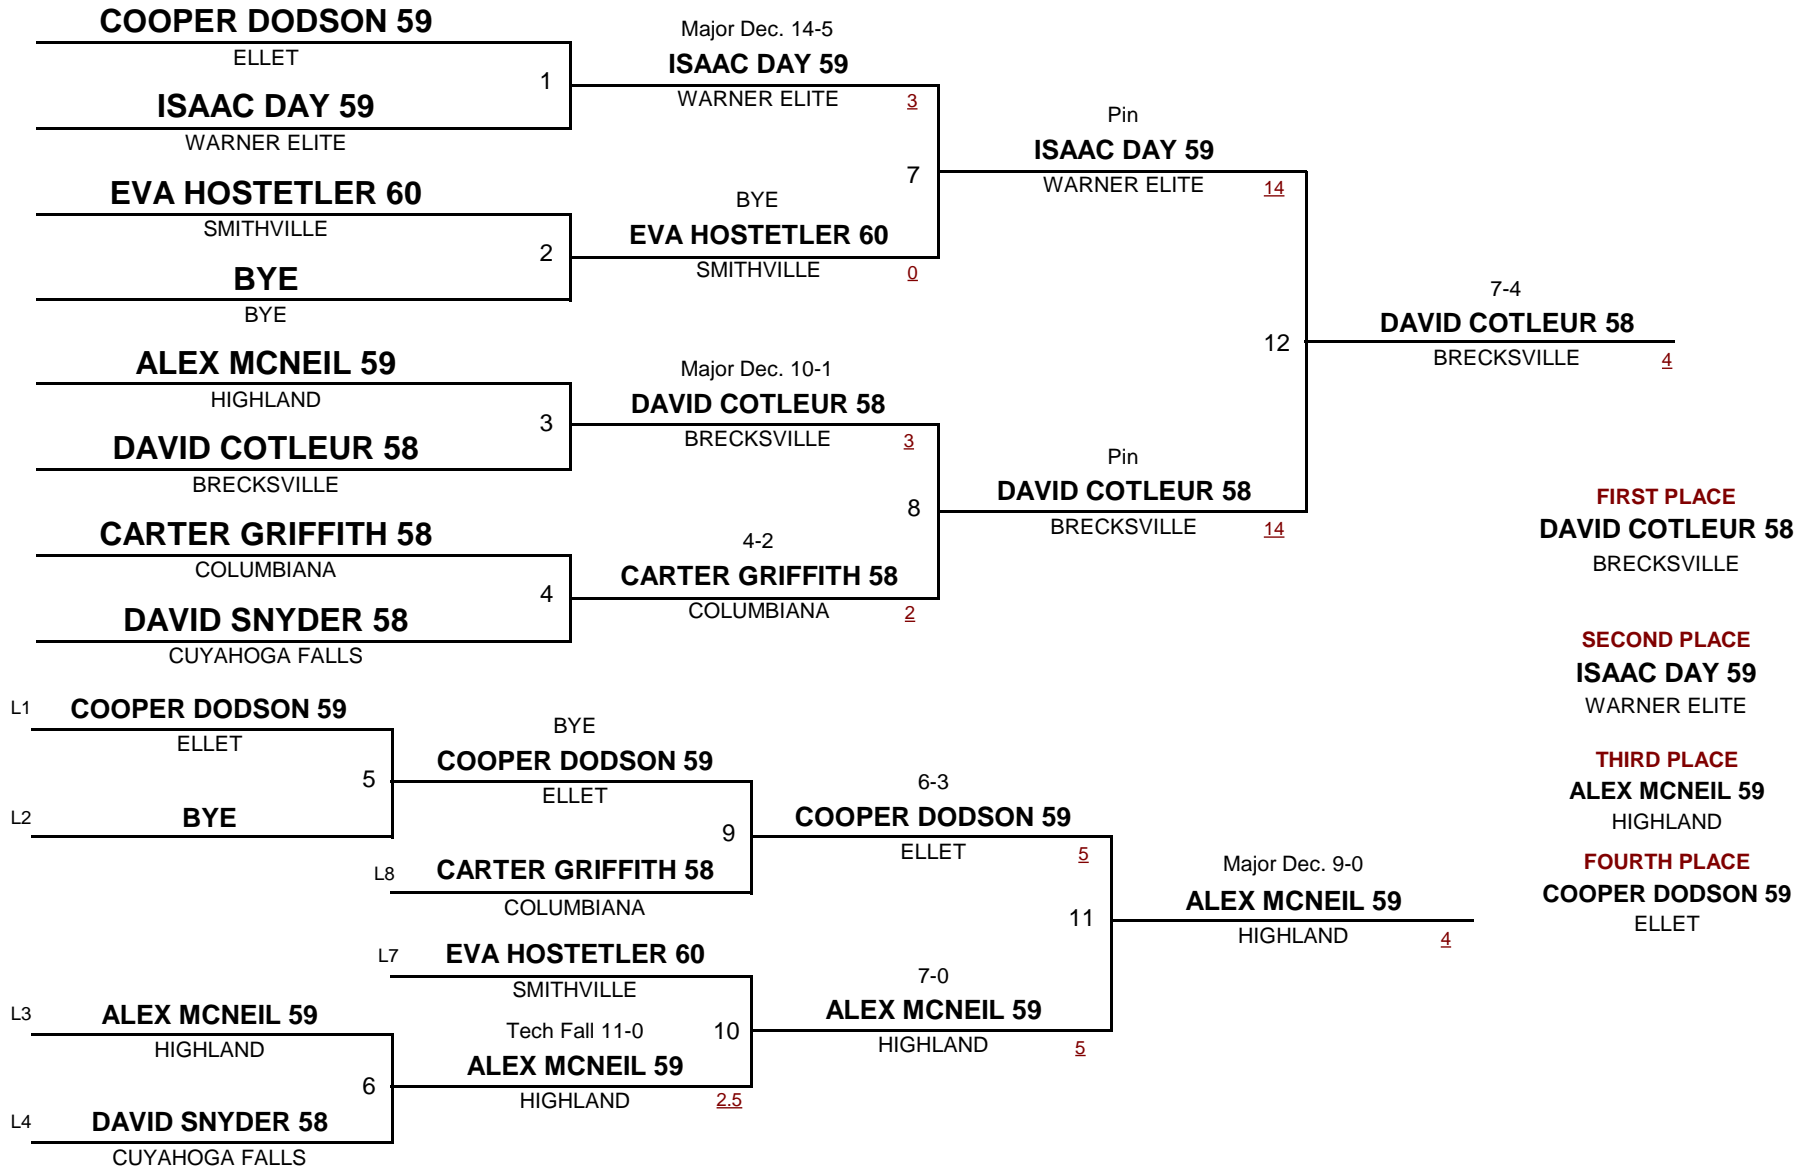 COOPER DODSON 59
ELLET
1
ISAAC DAY 59
WARNER ELITE
EVA HOSTETLER 60
SMITHVILLE
2
BYE
BYE
ALEX MCNEIL 59
HIGHLAND
3
DAVID COTLEUR 58
BRECKSVILLE
CARTER GRIFFITH 58
COLUMBIANA
4
DAVID SNYDER 58
CUYAHOGA FALLS
Major Dec. 14-5
ISAAC DAY 59
WARNER ELITE 3
7
BYE
EVA HOSTETLER 60
SMITHVILLE 0
Major Dec. 10-1
DAVID COTLEUR 58
BRECKSVILLE 3
8
4-2
CARTER GRIFFITH 58
COLUMBIANA 2
Pin
ISAAC DAY 59
WARNER ELITE 14
12
Pin
DAVID COTLEUR 58
BRECKSVILLE 14
7-4
DAVID COTLEUR 58
BRECKSVILLE 4
FIRST PLACE
DAVID COTLEUR 58
BRECKSVILLE
SECOND PLACE
ISAAC DAY 59
WARNER ELITE
THIRD PLACE
ALEX MCNEIL 59
HIGHLAND
FOURTH PLACE
COOPER DODSON 59
ELLET
L1 COOPER DODSON 59
ELLET
5
L2 BYE
L3 ALEX MCNEIL 59
HIGHLAND
6
L4 DAVID SNYDER 58
CUYAHOGA FALLS
BYE
COOPER DODSON 59
ELLET
9
L8 CARTER GRIFFITH 58
COLUMBIANA
L7 EVA HOSTETLER 60
SMITHVILLE
10
Tech Fall 11-0
ALEX MCNEIL 59
HIGHLAND 2.5
6-3
COOPER DODSON 59
ELLET 5
11
7-0
ALEX MCNEIL 59
HIGHLAND 5
Major Dec. 9-0
ALEX MCNEIL 59
HIGHLAND 4